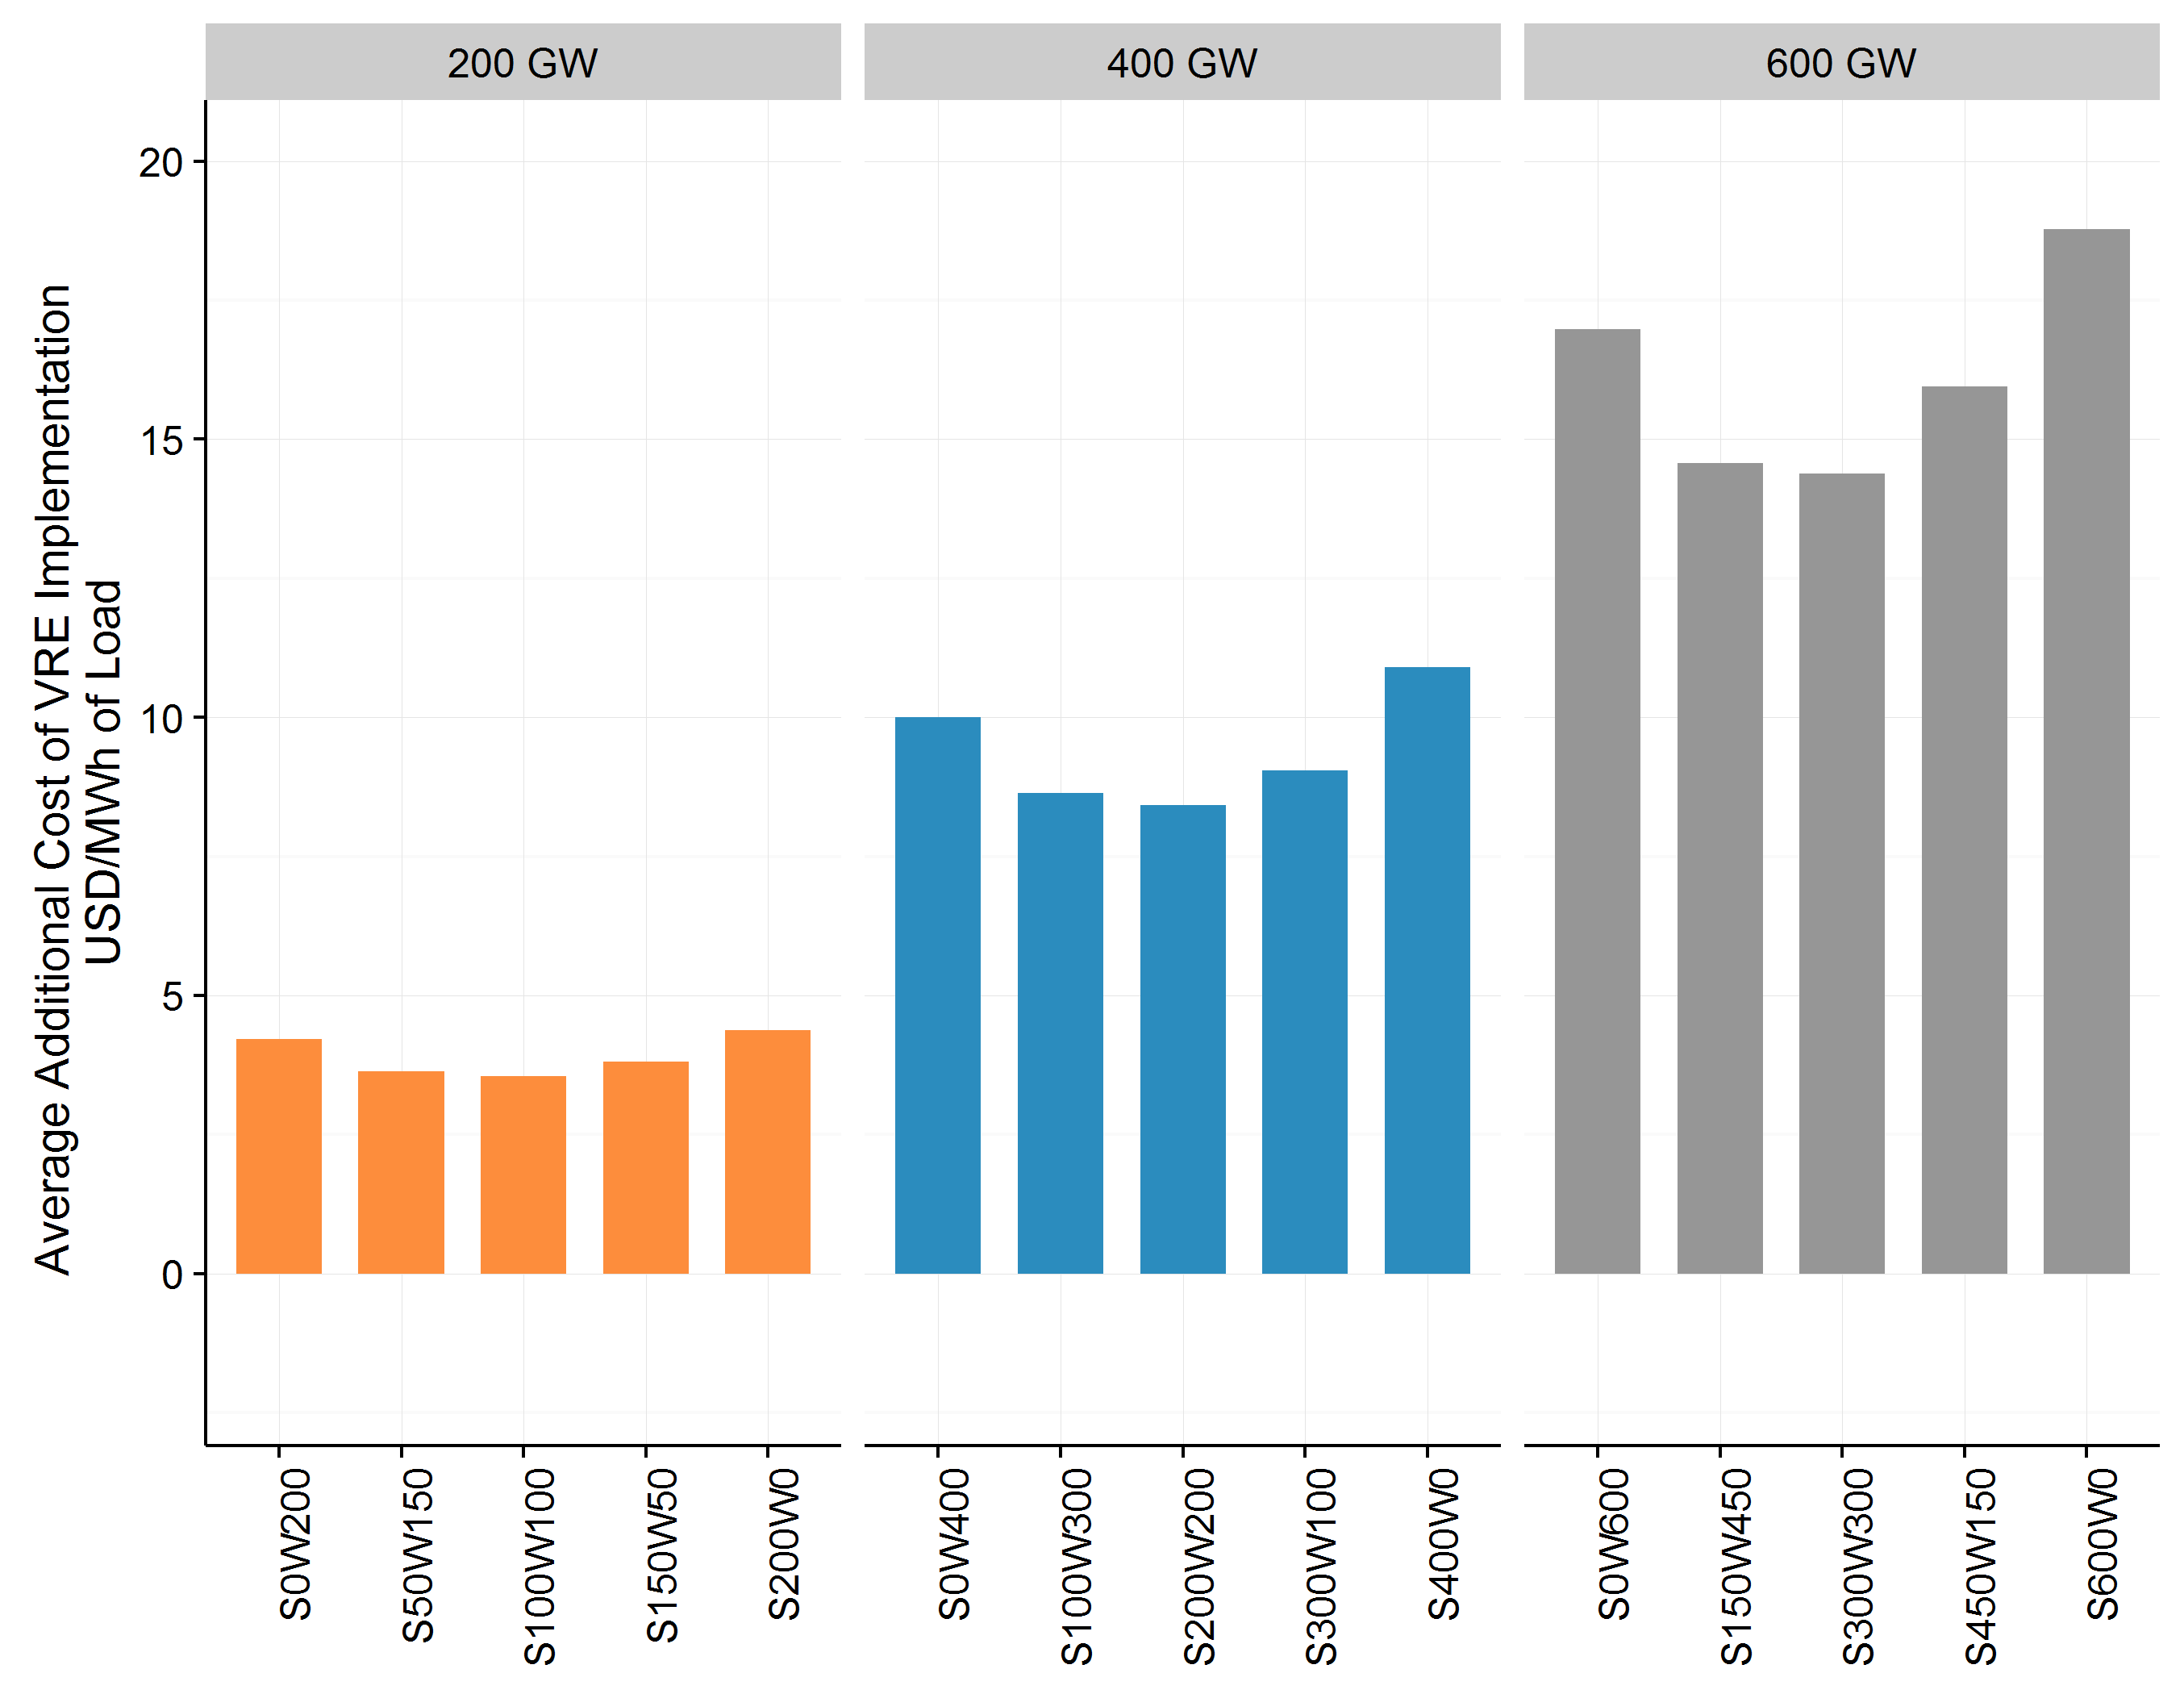 200 GW
400 GW
600 GW
Average Additional Cost of VRE Implementation
USD/MWh of Load
20
15
10
5
0
S0W200
S50W150
S100W100
S150W50
S200W0
S0W400
S100W300
S200W200
S300W100
S400W0
S0W600
S150W450
S300W300
S450W150
S600W0